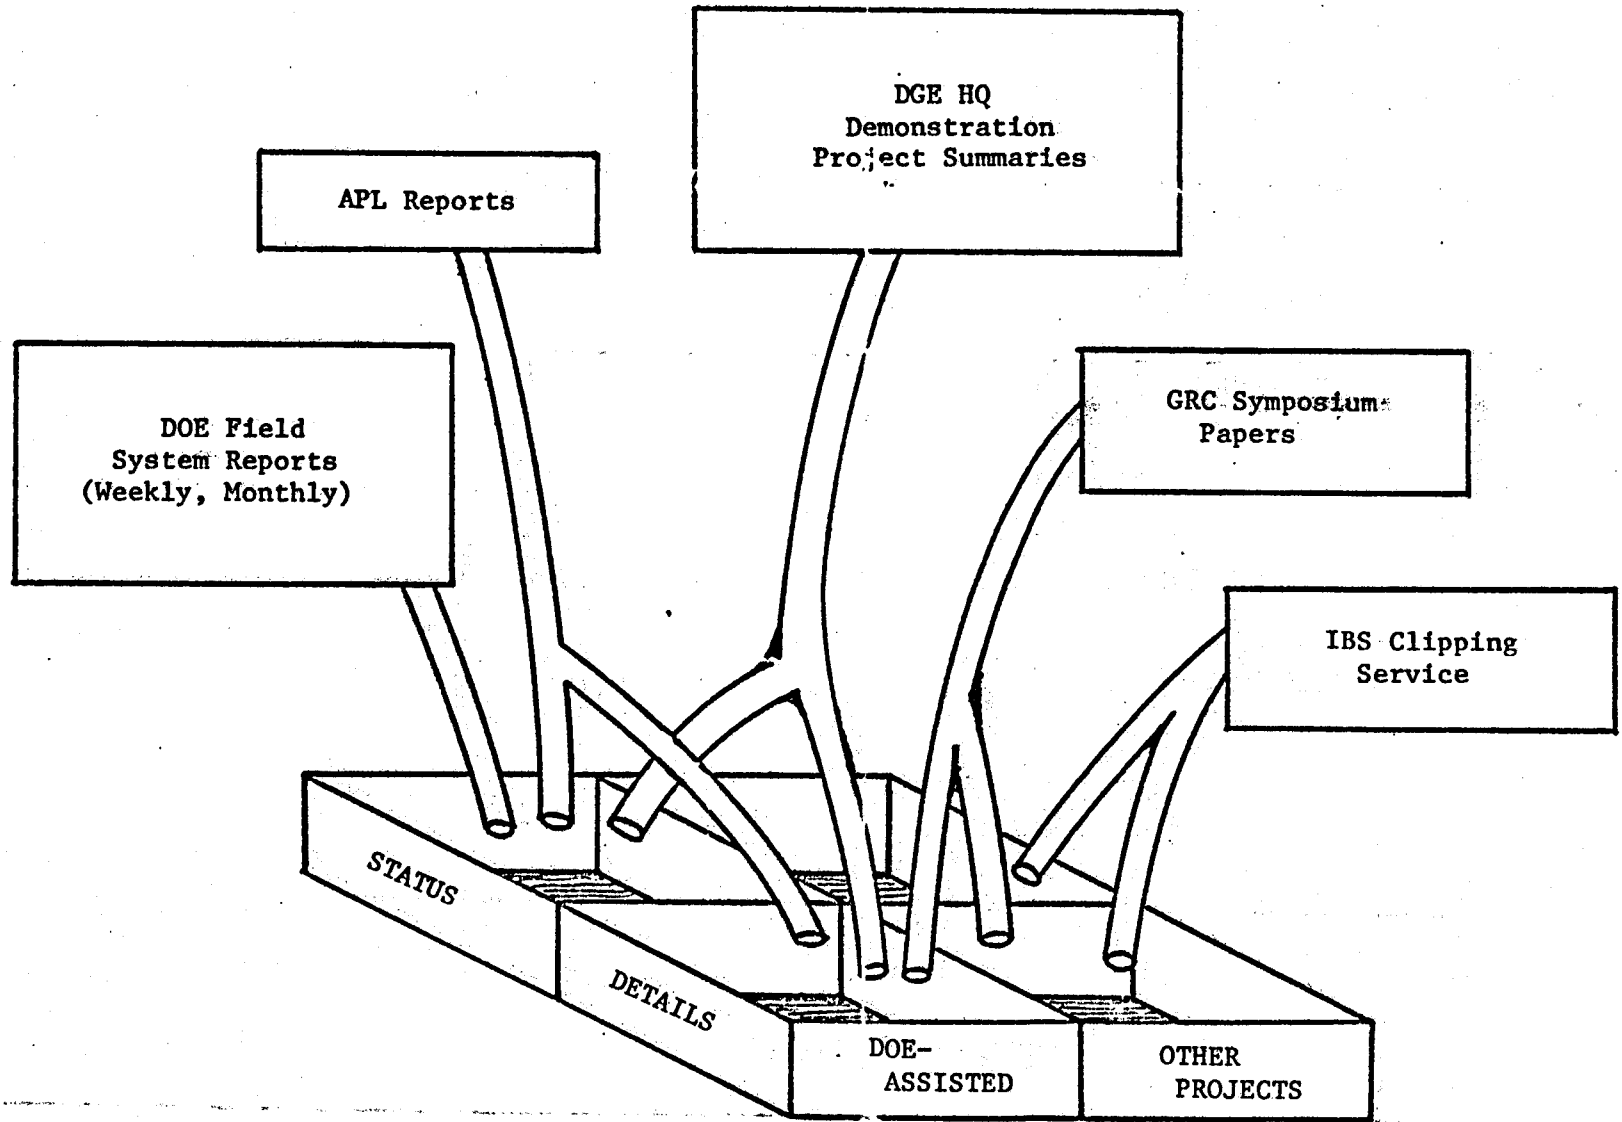 DGE HQ
Demonstration
Project Summaries
APL Reports
DOE Field
System Reports
(Weekly, Monthly)
GRC Symposium
Papers
IBS Clipping
Service
STATUS
DETAILS
DOE-
ASSISTED
OTHER
PROJECTS